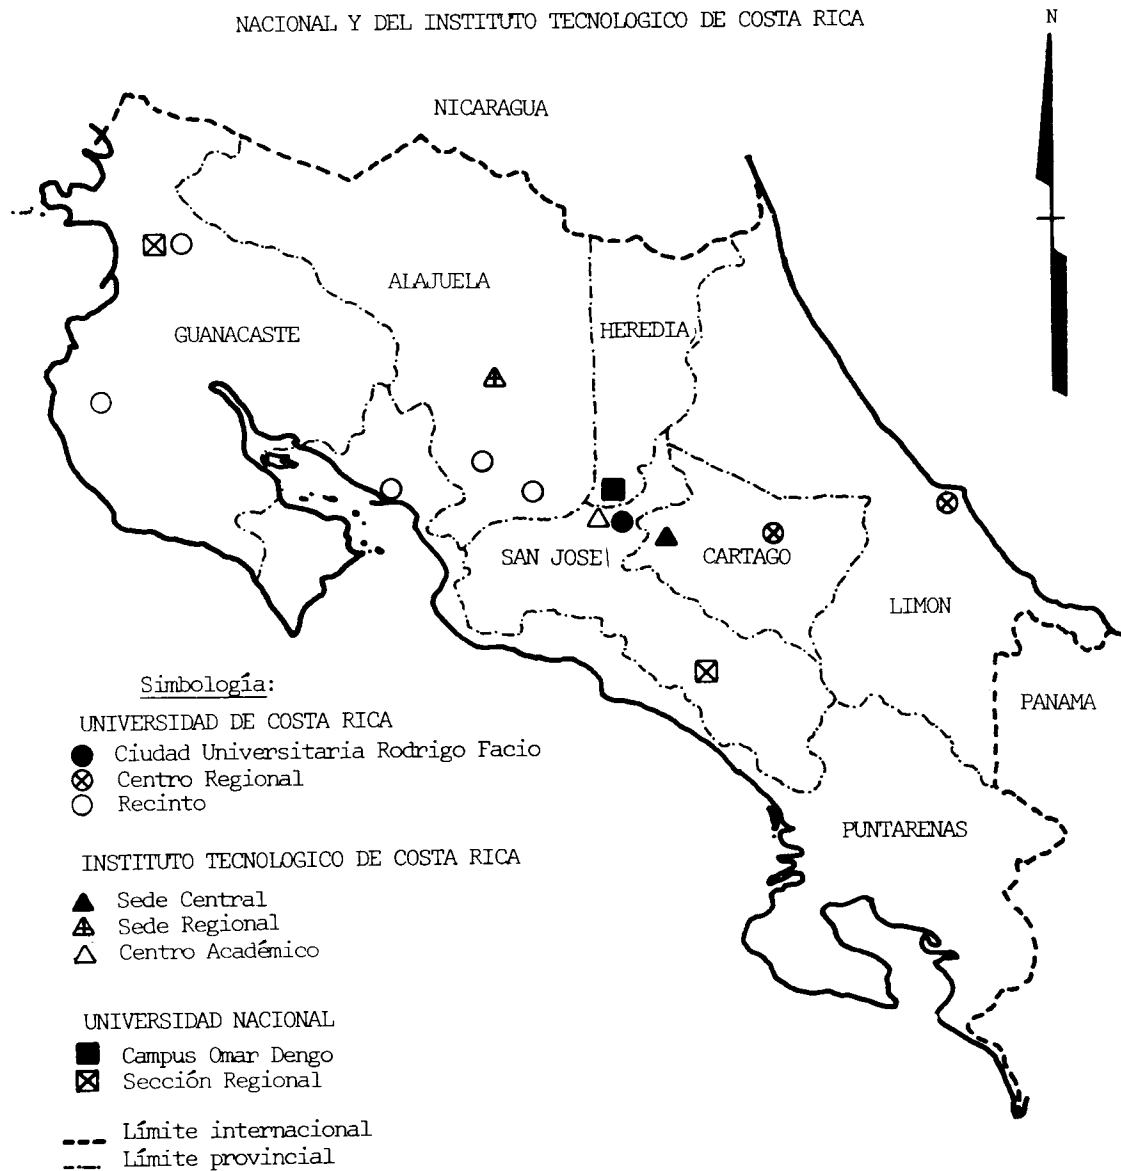 NACIONAL Y DEL INSTITUTO TECNOLOGICO DE COSTA RICA
N
NICARAGUA
ALAJUELA
HEREDIA
GUANACASTE
SAN JOSE
CARTAGO
LIMON
PANAMA
PUNTARENAS
Simbología:
UNIVERSIDAD DE COSTA RICA
Ciudad Universitaria Rodrigo Facio
Centro Regional
Recinto
INSTITUTO TECNOLOGICO DE COSTA RICA
Sede Central
Sede Regional
Centro Académico
UNIVERSIDAD NACIONAL
Campus Omar Dengo
Sección Regional
Límite internacional
Límite provincial